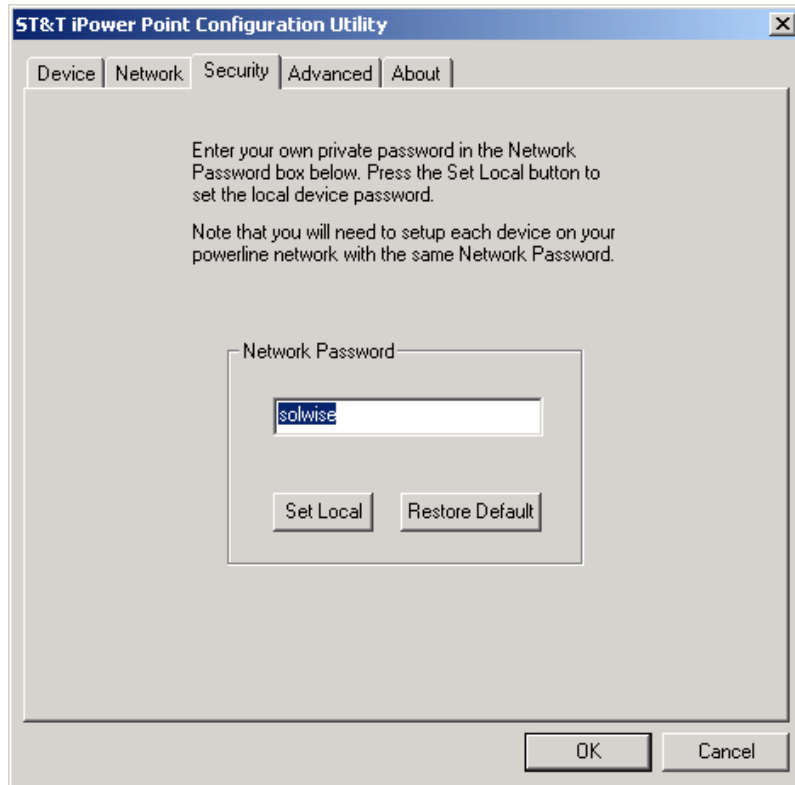 ST&T iPower Point Configuration Utility
Device Network Security Advanced About
Enter your own private password in the Network
Password box below. Press the Set Local button to
set the local device password.
Note that you will need to setup each device on your
powerline network with the same Network Password.
Network Password
solwise
Set Local Restore Default
OK Cancel